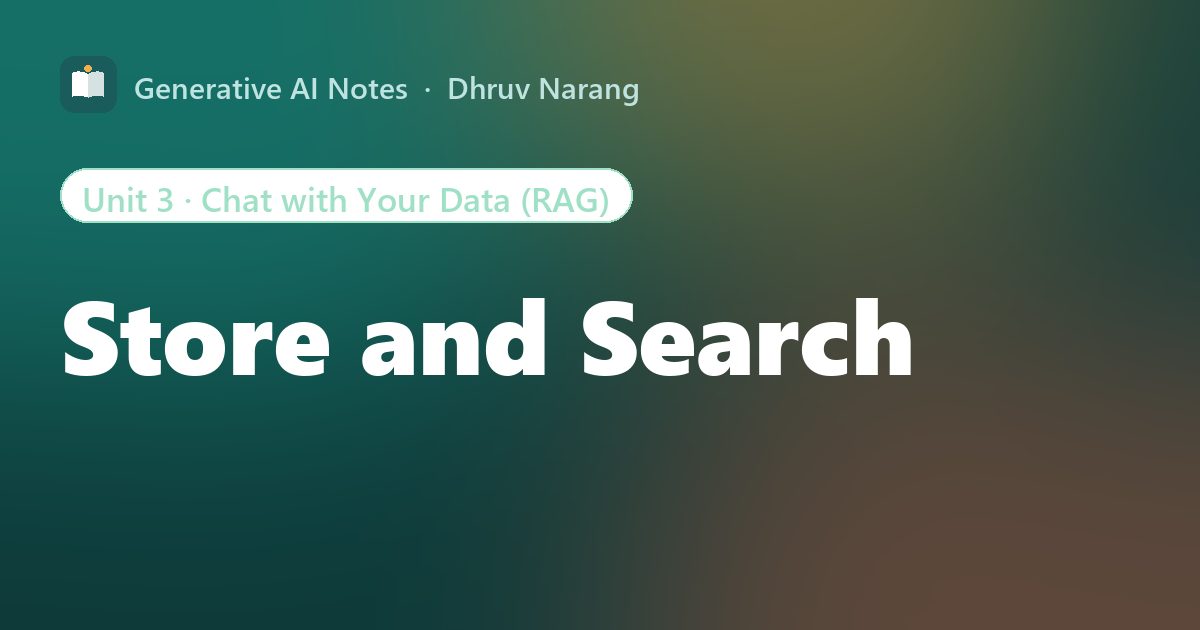 Generative AI Notes · Dhruv Narang
Unit 3 · Chat with Your Data (RAG)
Store and Search